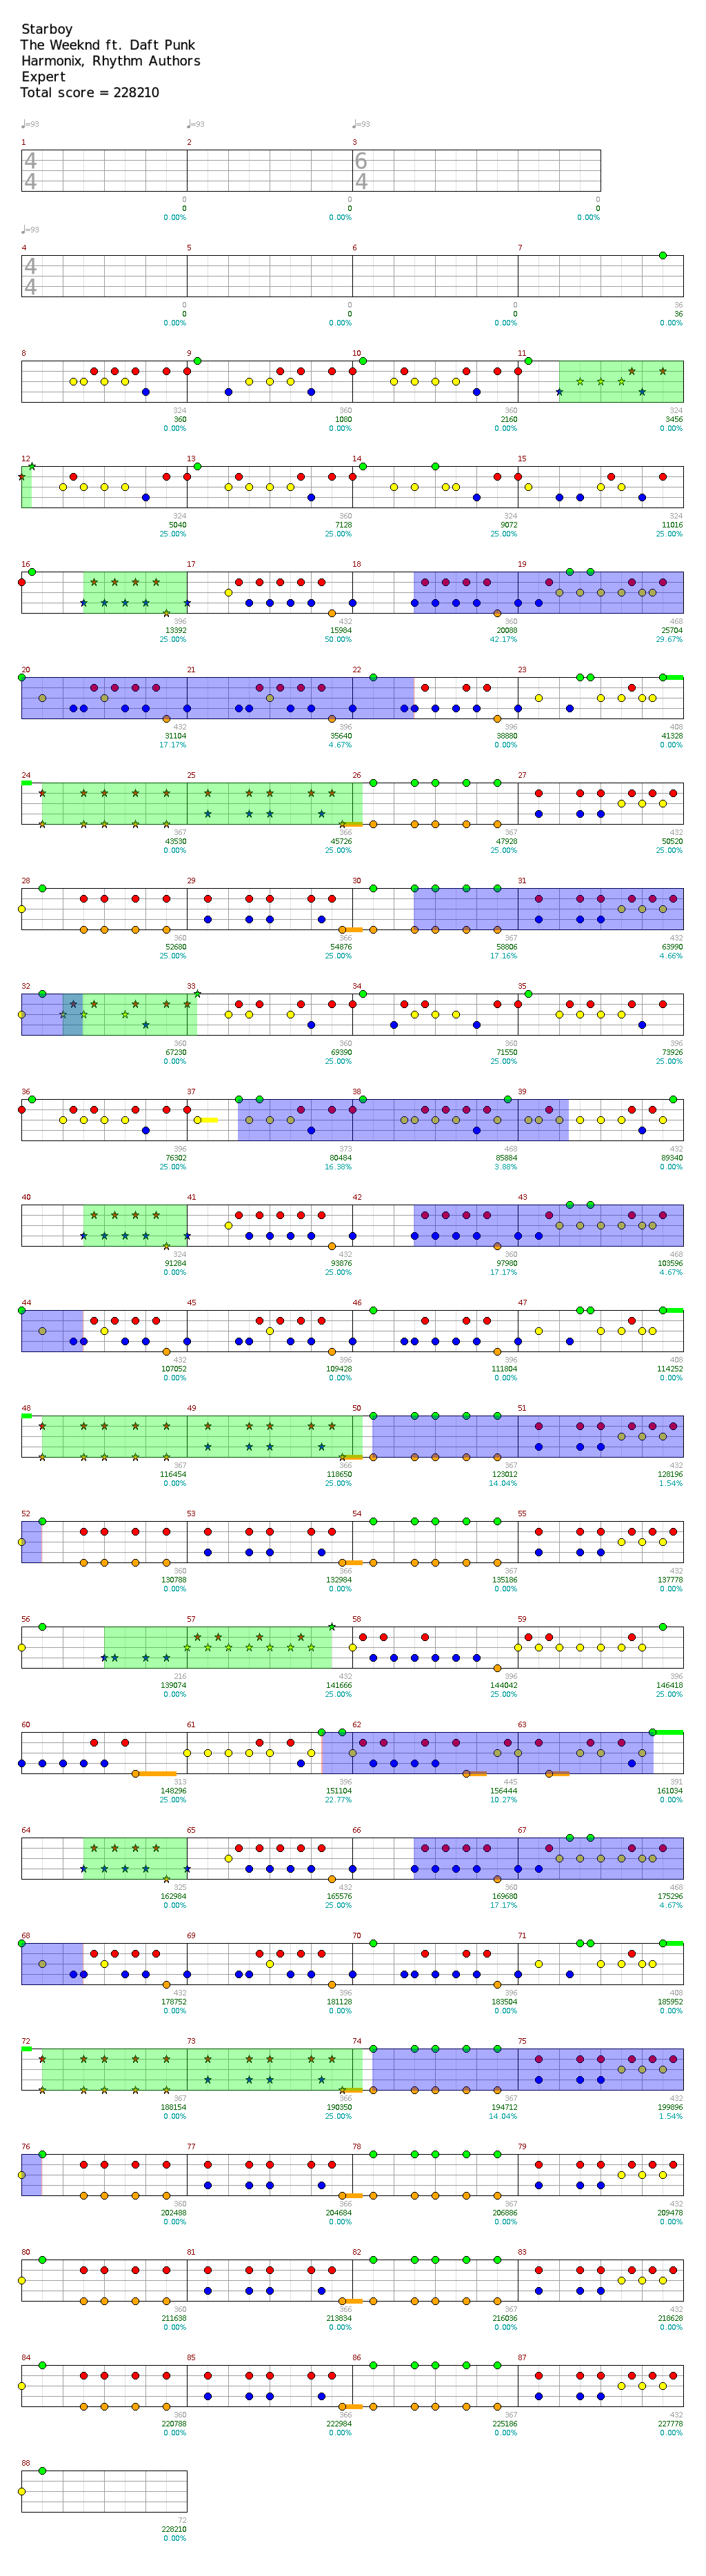 Starboy
The Weeknd ft. Daft Punk
Harmonix, Rhythm Authors
Expert
Total score = 228210
♩=93 ♩=93 ♩=93
1 2 3
4 6
4 4
0 0 0
0 0 0
0.00% 0.00% 0.00%
♩=93
4 5 6 7
4
4
0 0 0 36
0 0 0 36
0.00% 0.00% 0.00% 0.00%
8 9 10 11
324 360 360 324
360 1080 2160 3456
0.00% 0.00% 0.00% 0.00%
12 13 14 15
324 360 324 324
5040 7128 9072 11016
25.00% 25.00% 25.00% 25.00%
16 17 18 19
396 432 360 468
13392 15984 20088 25704
25.00% 50.00% 42.17% 29.67%
20 21 22 23
432 396 396 408
31104 35640 38880 41328
17.17% 4.67% 0.00% 0.00%
24 25 26 27
367 366 367 432
43530 45726 47928 50520
0.00% 25.00% 25.00% 25.00%
28 29 30 31
360 366 367 432
52680 54876 58806 63990
25.00% 25.00% 17.16% 4.66%
32 33 34 35
360 360 360 396
67230 69390 71550 73926
0.00% 25.00% 25.00% 25.00%
36 37 38 39
396 373 468 432
76302 80484 85884 89340
25.00% 16.38% 3.88% 0.00%
40 41 42 43
324 432 360 468
91284 93876 97980 103596
0.00% 25.00% 17.17% 4.67%
44 45 46 47
432 396 396 408
107052 109428 111804 114252
0.00% 0.00% 0.00% 0.00%
48 49 50 51
367 366 367 432
116454 118650 123012 128196
0.00% 25.00% 14.04% 1.54%
52 53 54 55
360 366 367 432
130788 132984 135186 137778
0.00% 0.00% 0.00% 0.00%
56 57 58 59
216 432 396 396
139074 141666 144042 146418
0.00% 25.00% 25.00% 25.00%
60 61 62 63
313 396 445 391
148296 151104 156444 161034
25.00% 22.77% 10.27% 0.00%
64 65 66 67
325 432 360 468
162984 165576 169680 175296
0.00% 25.00% 17.17% 4.67%
68 69 70 71
432 396 396 408
178752 181128 183504 185952
0.00% 0.00% 0.00% 0.00%
72 73 74 75
367 366 367 432
188154 190350 194712 199896
0.00% 25.00% 14.04% 1.54%
76 77 78 79
360 366 367 432
202488 204684 206886 209478
0.00% 0.00% 0.00% 0.00%
80 81 82 83
360 366 367 432
211638 213834 216036 218628
0.00% 0.00% 0.00% 0.00%
84 85 86 87
360 366 367 432
220788 222984 225186 227778
0.00% 0.00% 0.00% 0.00%
88
72
228210
0.00%